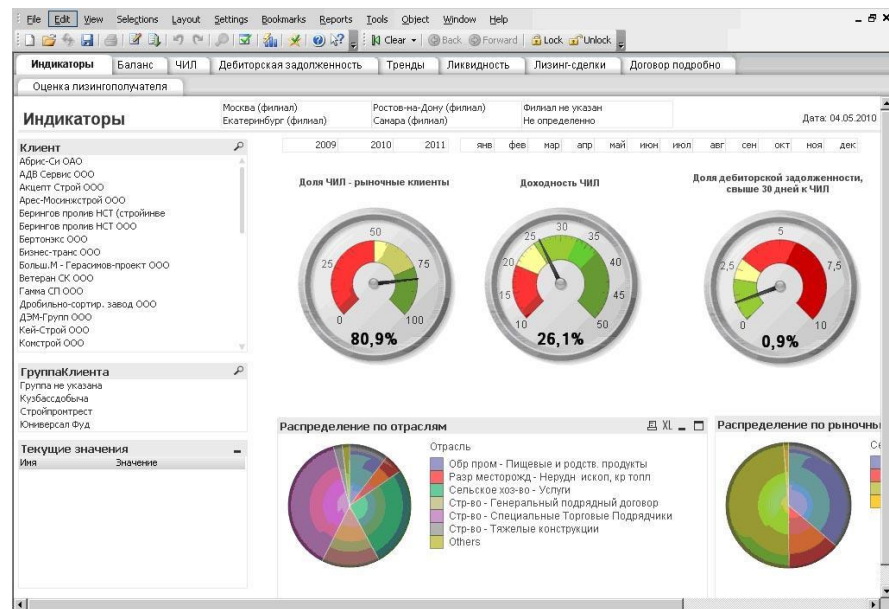 File Edit View Selections Layout Settings Bookmarks Reports Tools Object Window Help
Clear Back Forward Lock Unlock
Индикаторы Баланс ЧИЛ Дебиторская задолженность Тренды Ликвидность Лизинг-сделки Договор подробно
Оценка лизингополучателя
Индикаторы
Москва (филиал) Ростов-на-Дону (филиал) Филиал не указан
Екатеринбург (филиал) Самара (филиал) Не определенно
Дата: 04.05.2010
2009 2010 2011 янв фев мар апр май июн июл авг сен окт ноя дек
Клиент
Абрис-Си ОАО
АДВ Сервис ООО
Акцепт Строй ООО
Арес-Мосинжстрой ООО
Берингов пролив НСТ (стройинве
Берингов пролив НСТ ООО
Бертонэкс ООО
Бизнес-транс ООО
Больш.М - Герасимов-проект ООО
Ветеран СК ООО
Гамма СП ООО
Дробильно-сортир. завод ООО
ДЭМ-Групп ООО
Кей-Строй ООО
Констрой ООО
Доля ЧИЛ - рыночные клиенты
0 25 50 75 100
80,9%
Доходность ЧИЛ
10 15 20 25 30 35 40 45 50
26,1%
Доля дебиторской задолженности,
свыше 30 дней к ЧИЛ
0 2,5 5 7,5 10
0,9%
ГруппаКлиента
Группа не указана
Кузбассдобыча
Стройпромтрест
Юниверсал Фуд
Текущие значения
Имя Значение
Распределение по отраслям XL
Отрасль
Обр пром - Пищевые и родств. продукты
Разр месторожд - Нерудн ископ, кр топл
Сельское хоз-во - Услуги
Стр-во - Генеральный подрядный договор
Стр-во - Специальные Торговые Подрядчики
Стр-во - Тяжелые конструкции
Others
Распределение по рыночны
Се